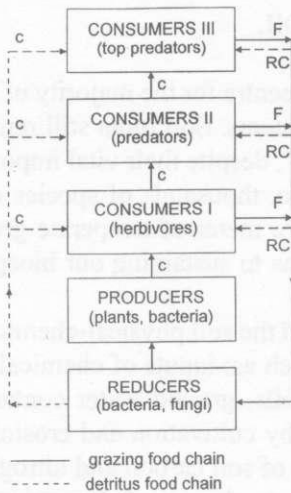 c
CONSUMERS III
(top predators)
F
RC
c
c
CONSUMERS II
(predators)
F
RC
c
c
CONSUMERS I
(herbivores)
F
RC
c
PRODUCERS
(plants, bacteria)
REDUCERS
(bacteria, fungi)
grazing food chain
detritus food chain